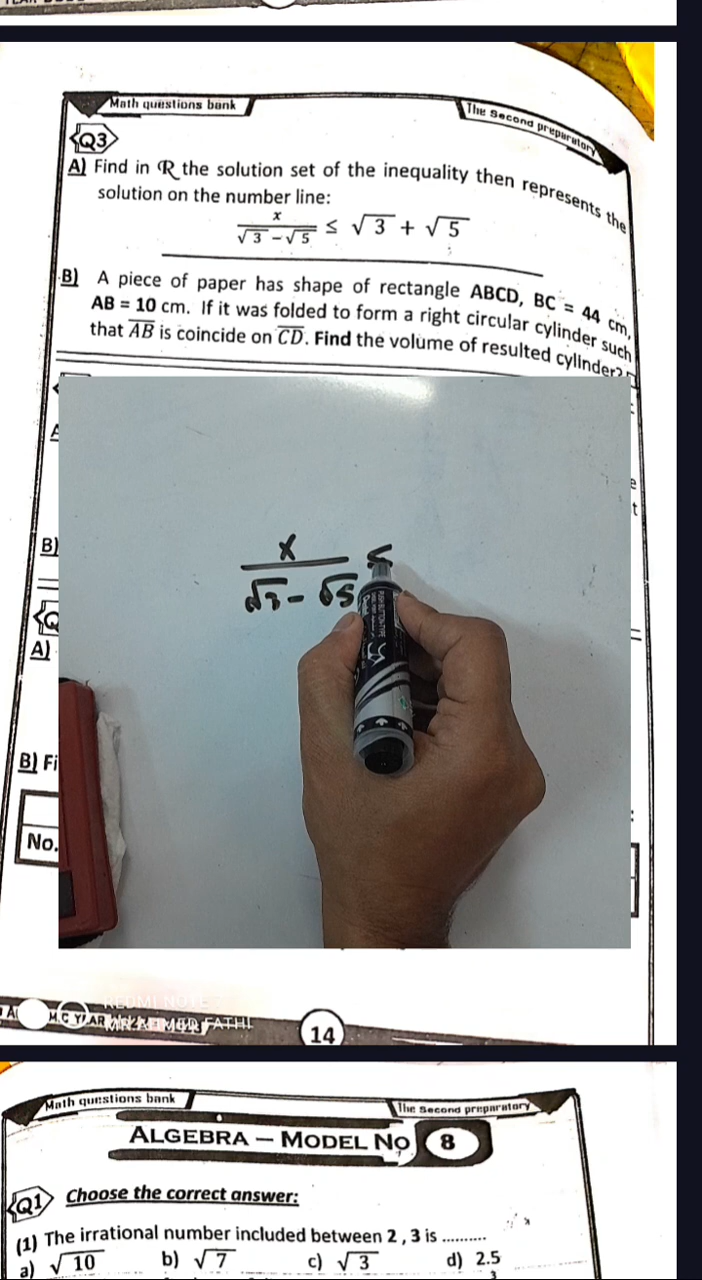 Math questions bank
The Second preparatory
Q3
A) Find in ℝ the solution set of the inequality then represents the
solution on the number line:
x / (√3 − √5) ≤ √3 + √5
B) A piece of paper has shape of rectangle ABCD, BC = 44 cm,
AB = 10 cm. If it was folded to form a right circular cylinder such
that AB is coincide on CD. Find the volume of resulted cylinder?
x / (√3 − √5) ≤
B)
A)
B) Fi
No.
REDMI NOTE
14
Math questions bank
The Second preparatory
ALGEBRA — MODEL NO 8
Q1 Choose the correct answer:
(1) The irrational number included between 2 , 3 is ..........
a) √10 b) √7 c) √3 d) 2.5